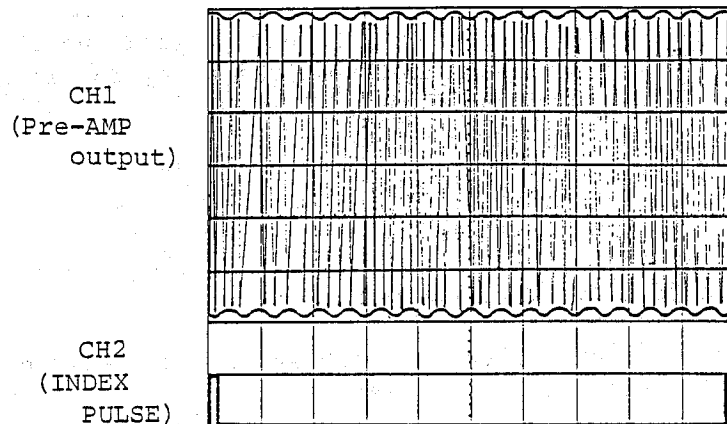 CH1
(Pre-AMP
output)
CH2
(INDEX
PULSE)